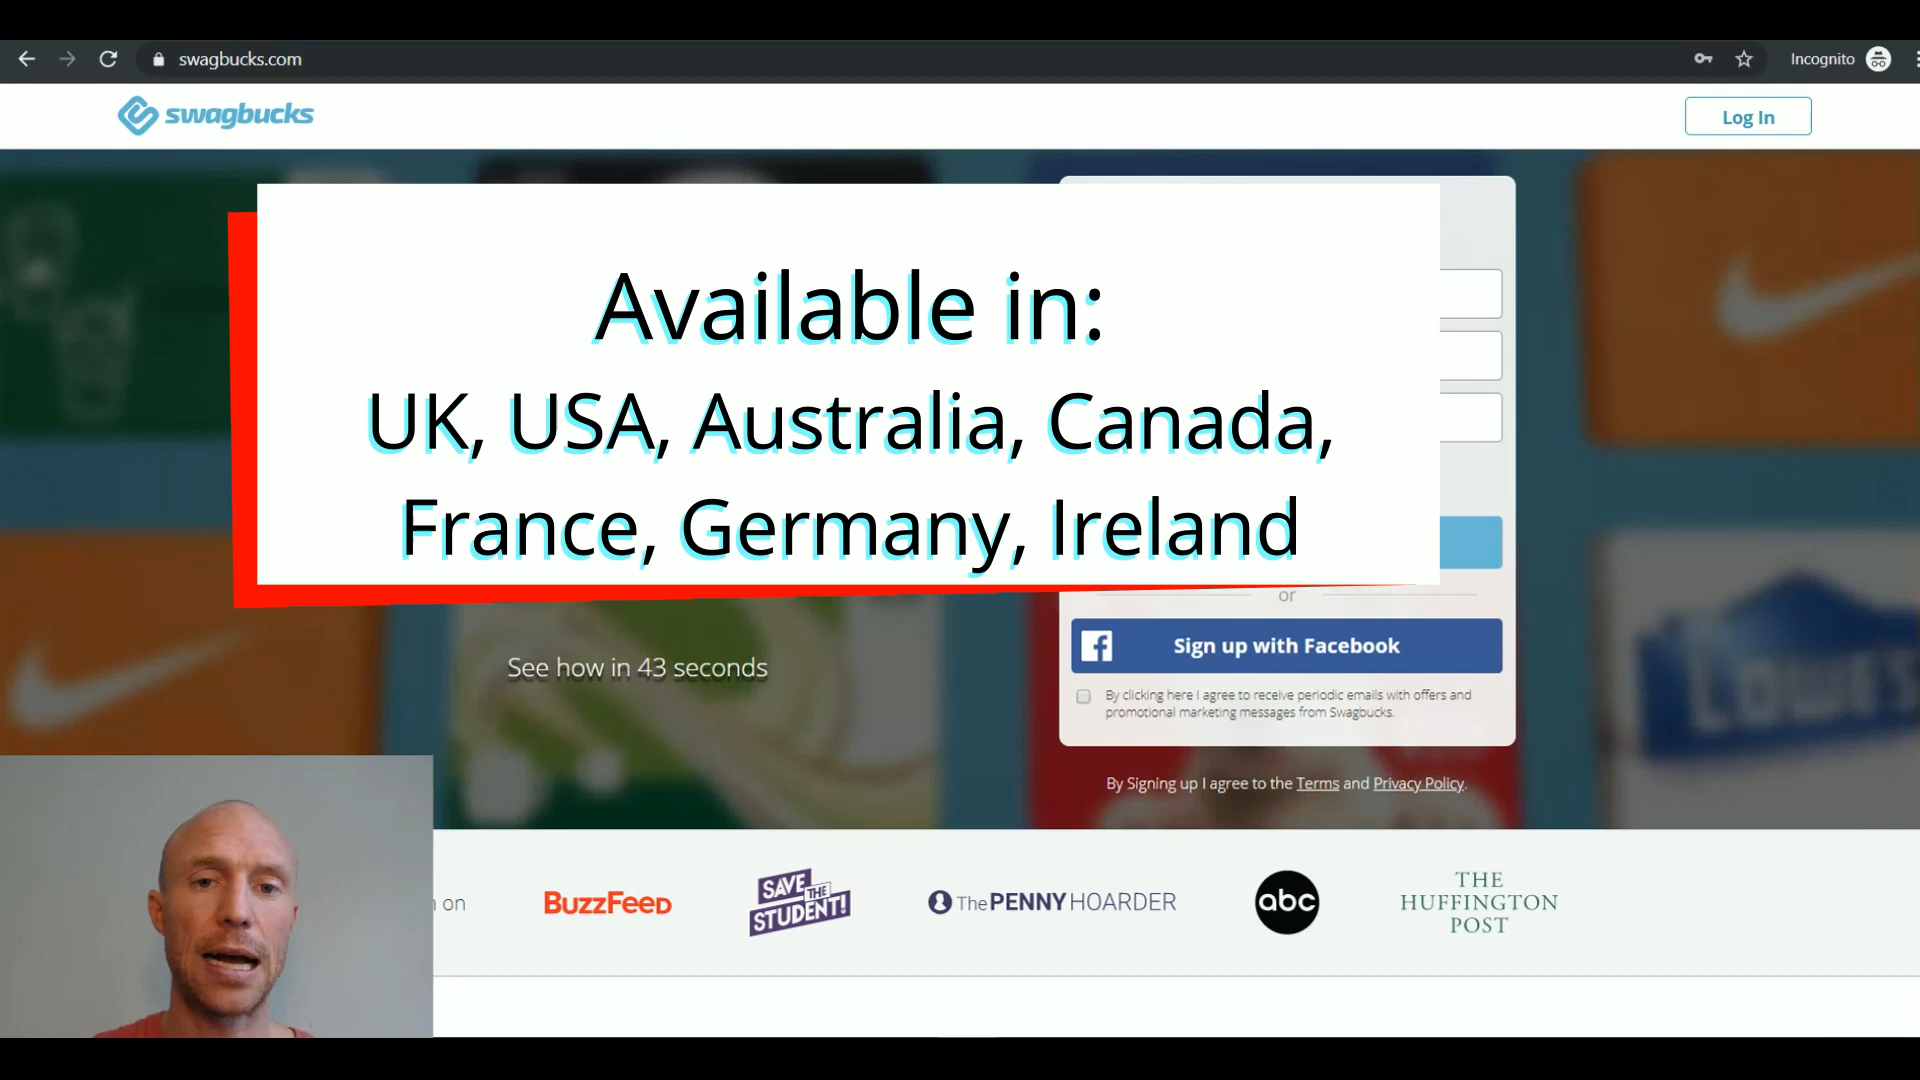 swagbucks.com
Incognito
swagbucks
Log In
Available in:
UK, USA, Australia, Canada,
France, Germany, Ireland
or
Sign up with Facebook
See how in 43 seconds
By clicking here I agree to receive periodic emails with offers and
promotional marketing messages from Swagbucks.
By Signing up I agree to the Terms and Privacy Policy.
on
BuzzFeed
SAVE THE STUDENT!
The PENNY HOARDER
abc
THE
HUFFINGTON
POST
LOWE'S